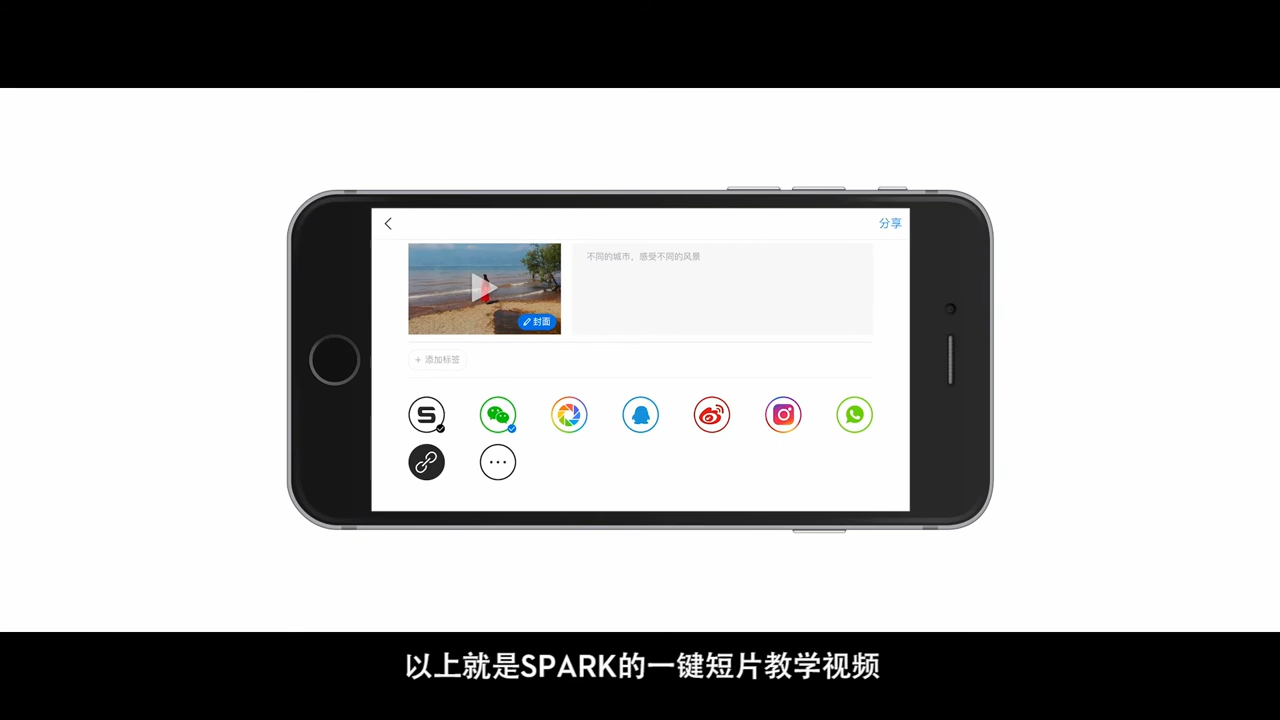 分享
不同的城市，感受不同的风景
封面
+ 添加标签
S
以上就是SPARK的一键短片教学视频